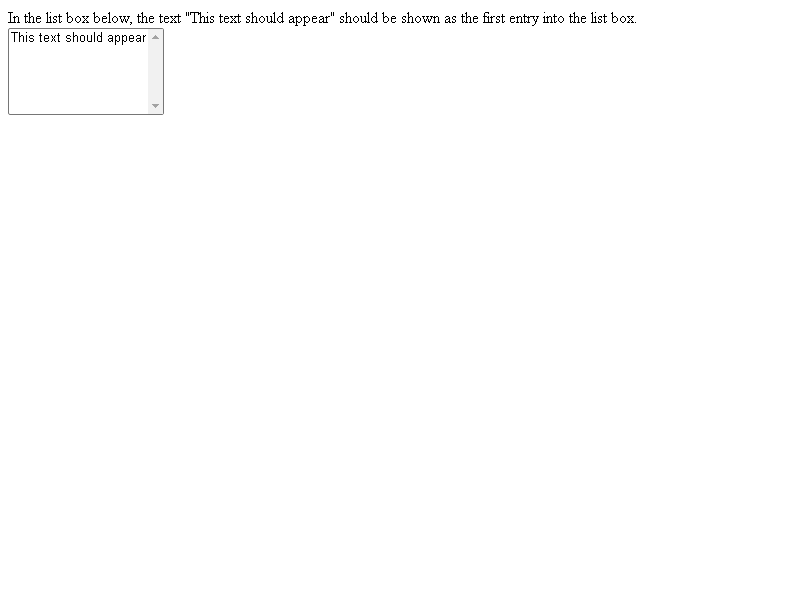 In the list box below, the text "This text should appear" should be shown as the first entry into the list box.
This text should appear